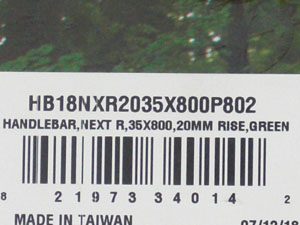 HB18NXR2035X800P802
HANDLEBAR,NEXT R,35X800,20MM RISE,GREEN
8 21973 34014 2
MADE IN TAIWAN